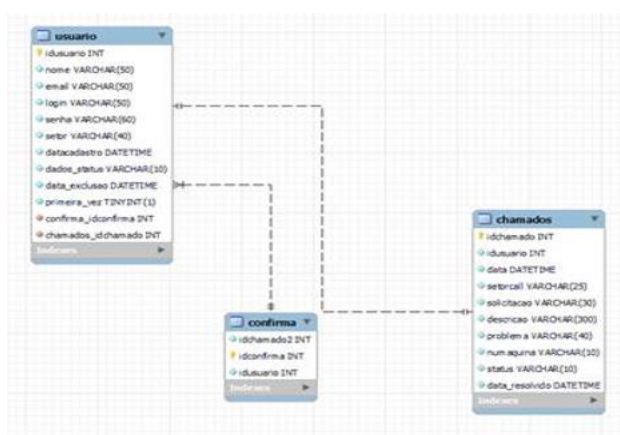 usuario
idusuario INT
nome VARCHAR(50)
email VARCHAR(50)
login VARCHAR(50)
senha VARCHAR(60)
setor VARCHAR(40)
datacadastro DATETIME
dados_status VARCHAR(10)
data_exclusao DATETIME
primeira_vez TINYINT(1)
confirma_idconfirma INT
chamados_idchamado INT
Indexes
confirma
idchamado2 INT
idconfirma INT
idusuario INT
Indexes
chamados
idchamado INT
idusuario INT
data DATETIME
setorcall VARCHAR(25)
solicitacao VARCHAR(30)
descricao VARCHAR(300)
problema VARCHAR(40)
numaquina VARCHAR(10)
status VARCHAR(10)
data_resolvido DATETIME
Indexes